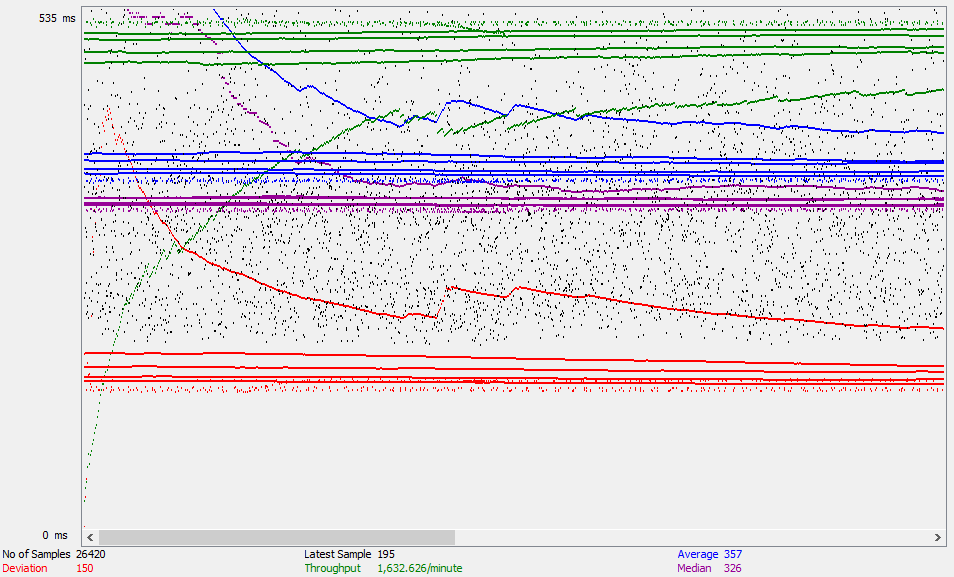 535 ms
0 ms
No of Samples 26420 Latest Sample 195 Average 357
Deviation 150 Throughput 1,632.626/minute Median 326